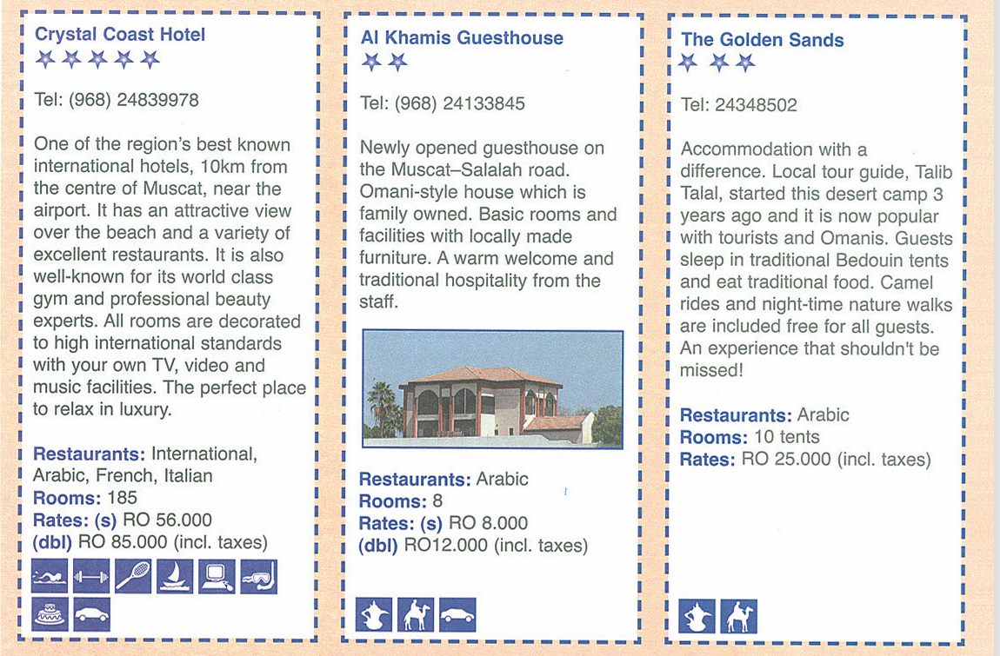 Crystal Coast Hotel
Tel: (968) 24839978
One of the region's best known
international hotels, 10km from
the centre of Muscat, near the
airport. It has an attractive view
over the beach and a variety of
excellent restaurants. It is also
well-known for its world class
gym and professional beauty
experts. All rooms are decorated
to high international standards
with your own TV, video and
music facilities. The perfect place
to relax in luxury.
Restaurants: International,
Arabic, French, Italian
Rooms: 185
Rates: (s) RO 56.000
(dbl) RO 85.000 (incl. taxes)
Al Khamis Guesthouse
Tel: (968) 24133845
Newly opened guesthouse on
the Muscat–Salalah road.
Omani-style house which is
family owned. Basic rooms and
facilities with locally made
furniture. A warm welcome and
traditional hospitality from the
staff.
Restaurants: Arabic
Rooms: 8
Rates: (s) RO 8.000
(dbl) RO12.000 (incl. taxes)
The Golden Sands
Tel: 24348502
Accommodation with a
difference. Local tour guide, Talib
Talal, started this desert camp 3
years ago and it is now popular
with tourists and Omanis. Guests
sleep in traditional Bedouin tents
and eat traditional food. Camel
rides and night-time nature walks
are included free for all guests.
An experience that shouldn't be
missed!
Restaurants: Arabic
Rooms: 10 tents
Rates: RO 25.000 (incl. taxes)